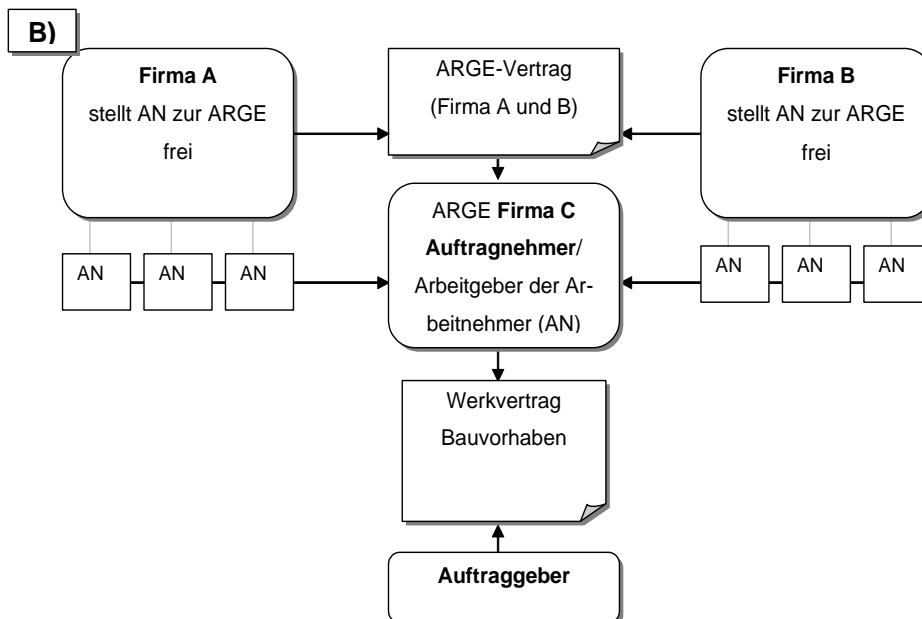 B)
Firma A
stellt AN zur ARGE
frei
ARGE-Vertrag
(Firma A und B)
Firma B
stellt AN zur ARGE
frei
AN
AN
AN
ARGE Firma C
Auftragnehmer/
Arbeitgeber der Ar-
beitnehmer (AN)
AN
AN
AN
Werkvertrag
Bauvorhaben
Auftraggeber